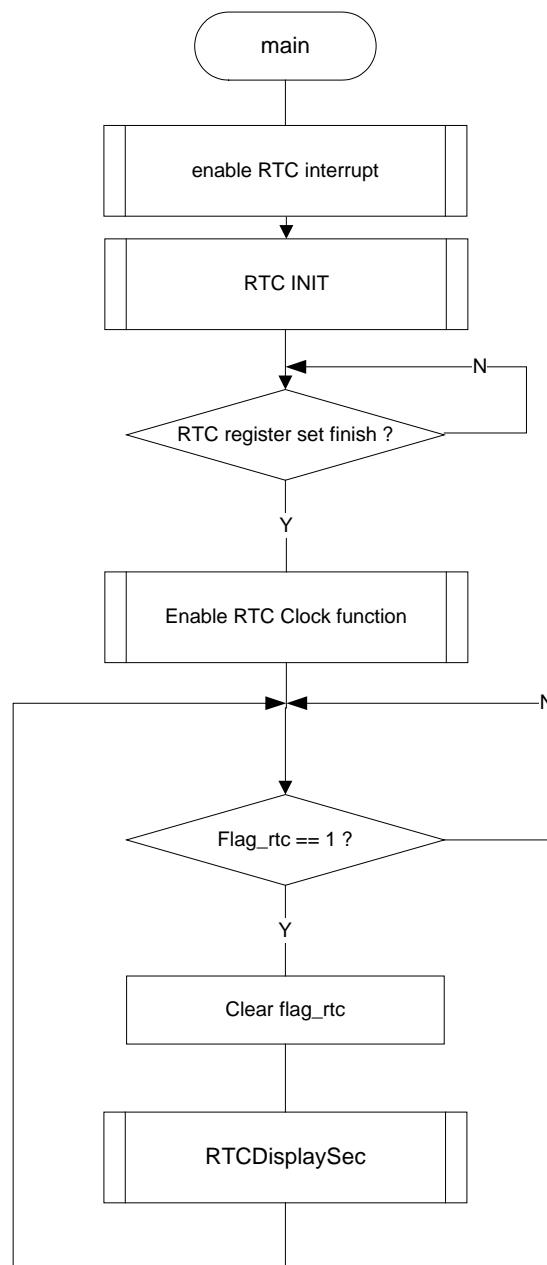 main
enable RTC interrupt
RTC INIT
N
RTC register set finish ?
Y
Enable RTC Clock function
N
Flag_rtc == 1 ?
Y
Clear flag_rtc
RTCDisplaySec